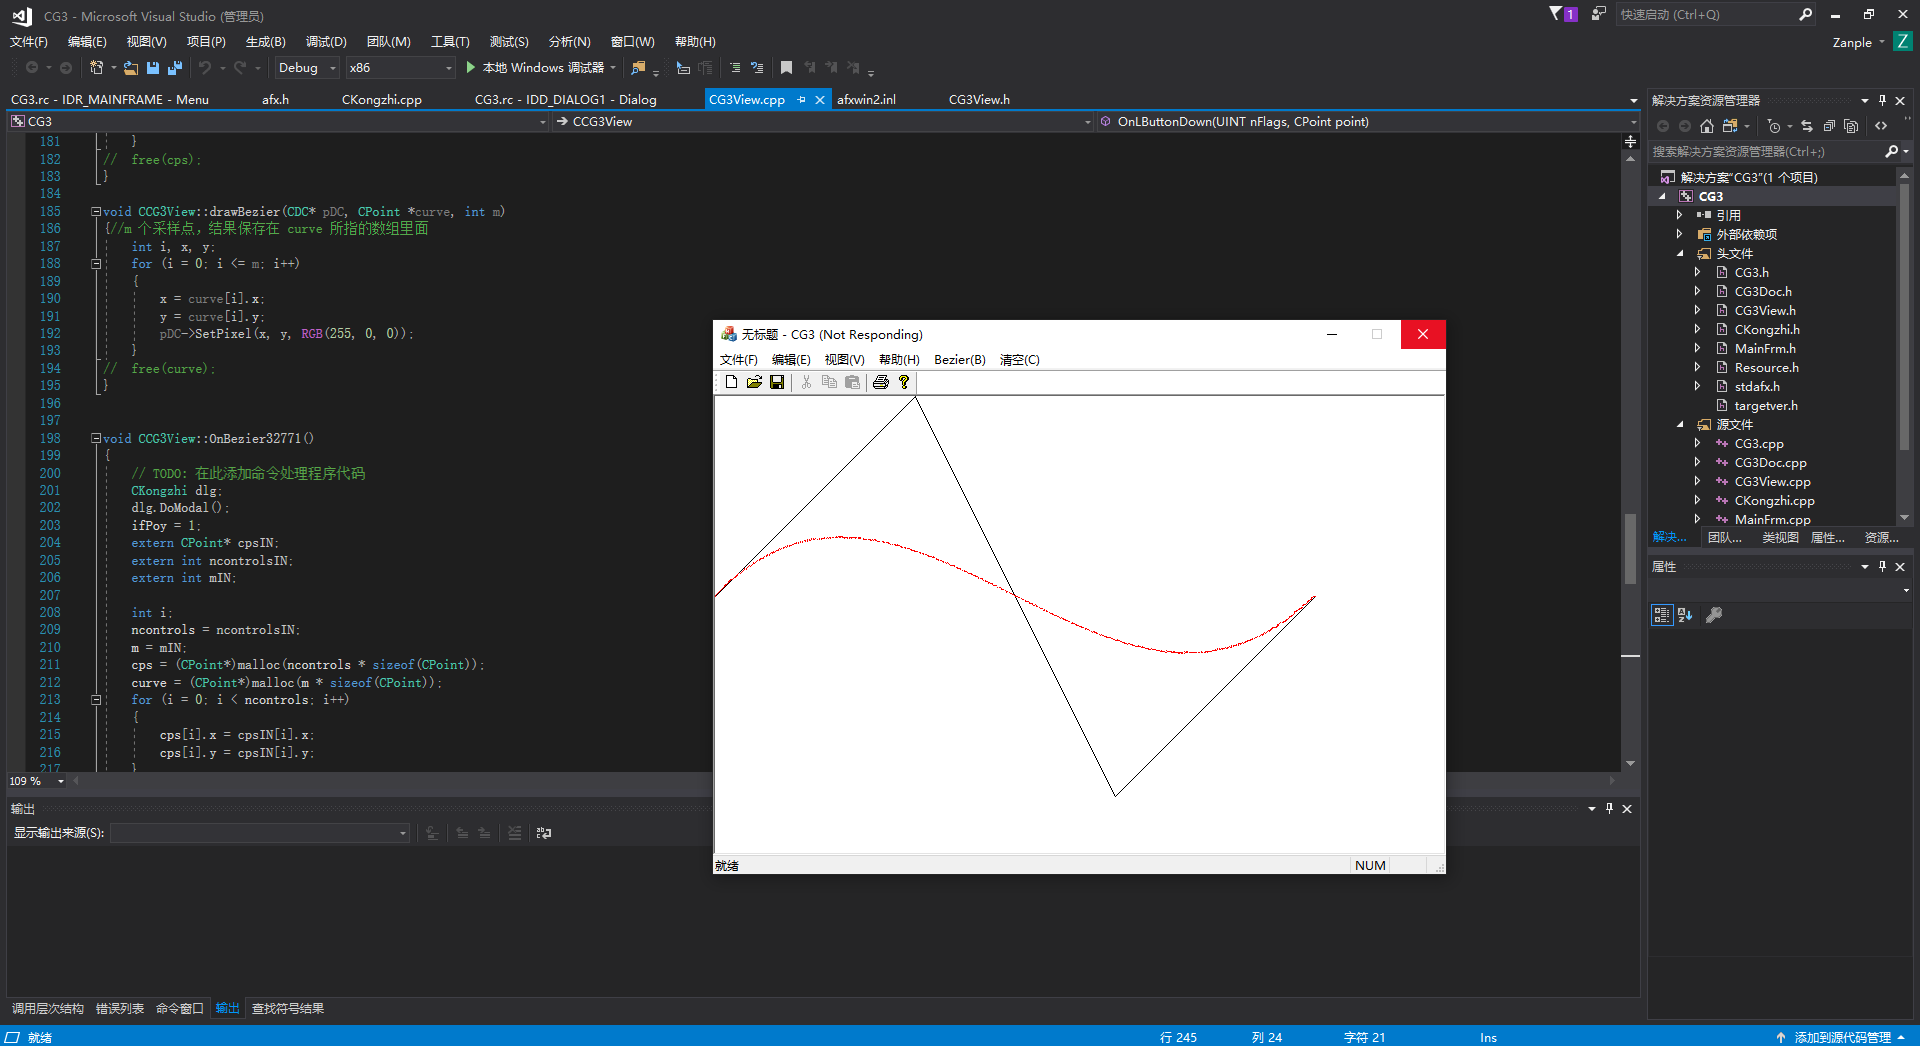 CG3 - Microsoft Visual Studio (管理员)
1
快速启动 (Ctrl+Q)
文件(F) 编辑(E) 视图(V) 项目(P) 生成(B) 调试(D) 团队(M) 工具(T) 测试(S) 分析(N) 窗口(W) 帮助(H)
Zanple Z
Debug x86 本地 Windows 调试器
CG3.rc - IDR_MAINFRAME - Menu afx.h CKongzhi.cpp CG3.rc - IDD_DIALOG1 - Dialog CG3View.cpp afxwin2.inl CG3View.h
CG3 CCG3View OnLButtonDown(UINT nFlags, CPoint point)
181 }
182 // free(cps);
183 }
184
185 void CCG3View::drawBezier(CDC* pDC, CPoint *curve, int m)
186 {//m 个采样点，结果保存在 curve 所指的数组里面
187 int i, x, y;
188 for (i = 0; i <= m; i++)
189 {
190 x = curve[i].x;
191 y = curve[i].y;
192 pDC->SetPixel(x, y, RGB(255, 0, 0));
193 }
194 // free(curve);
195 }
196
197
198 void CCG3View::OnBezier32771()
199 {
200 // TODO: 在此添加命令处理程序代码
201 CKongzhi dlg;
202 dlg.DoModal();
203 ifPoy = 1;
204 extern CPoint* cpsIN;
205 extern int ncontrolsIN;
206 extern int mIN;
207
208 int i;
209 ncontrols = ncontrolsIN;
210 m = mIN;
211 cps = (CPoint*)malloc(ncontrols * sizeof(CPoint));
212 curve = (CPoint*)malloc(m * sizeof(CPoint));
213 for (i = 0; i < ncontrols; i++)
214 {
215 cps[i].x = cpsIN[i].x;
216 cps[i].y = cpsIN[i].y;
217 }
109 %
无标题 - CG3 (Not Responding)
文件(F) 编辑(E) 视图(V) 帮助(H) Bezier(B) 清空(C)
就绪 NUM
输出
显示输出来源(S):
调用层次结构 错误列表 命令窗口 输出 查找符号结果
解决方案资源管理器
搜索解决方案资源管理器(Ctrl+;)
解决方案"CG3"(1 个项目)
CG3
引用
外部依赖项
头文件
CG3.h
CG3Doc.h
CG3View.h
CKongzhi.h
MainFrm.h
Resource.h
stdafx.h
targetver.h
源文件
CG3.cpp
CG3Doc.cpp
CG3View.cpp
CKongzhi.cpp
MainFrm.cpp
解决... 团队... 类视图 属性... 资源...
属性
就绪 行 245 列 24 字符 21 Ins 添加到源代码管理